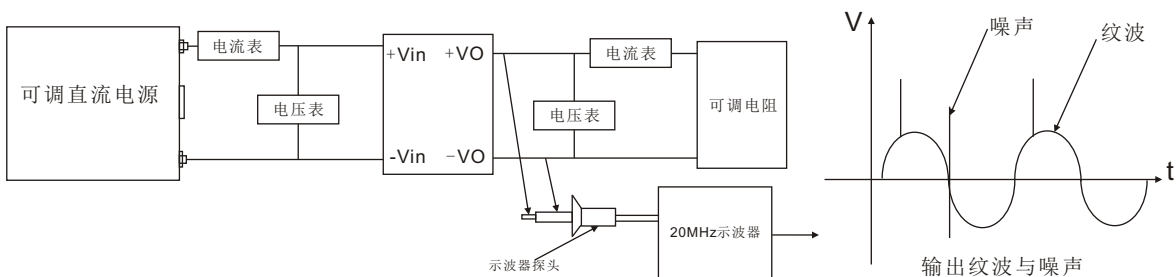 可调直流电源
电流表
电压表
+Vin
+VO
-Vin
−VO
电流表
电压表
可调电阻
示波器探头
20MHz示波器
V
噪声
纹波
t
输出纹波与噪声